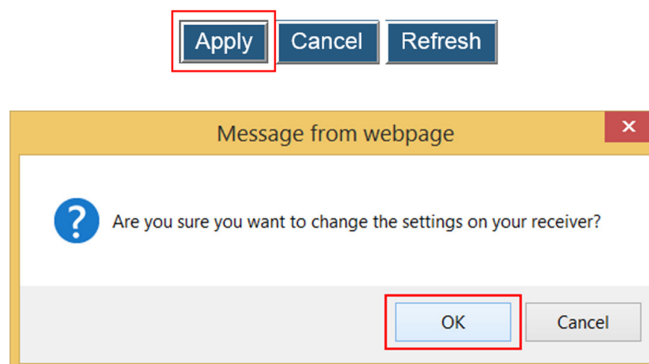 Apply Cancel Refresh
Message from webpage
Are you sure you want to change the settings on your receiver?
OK Cancel